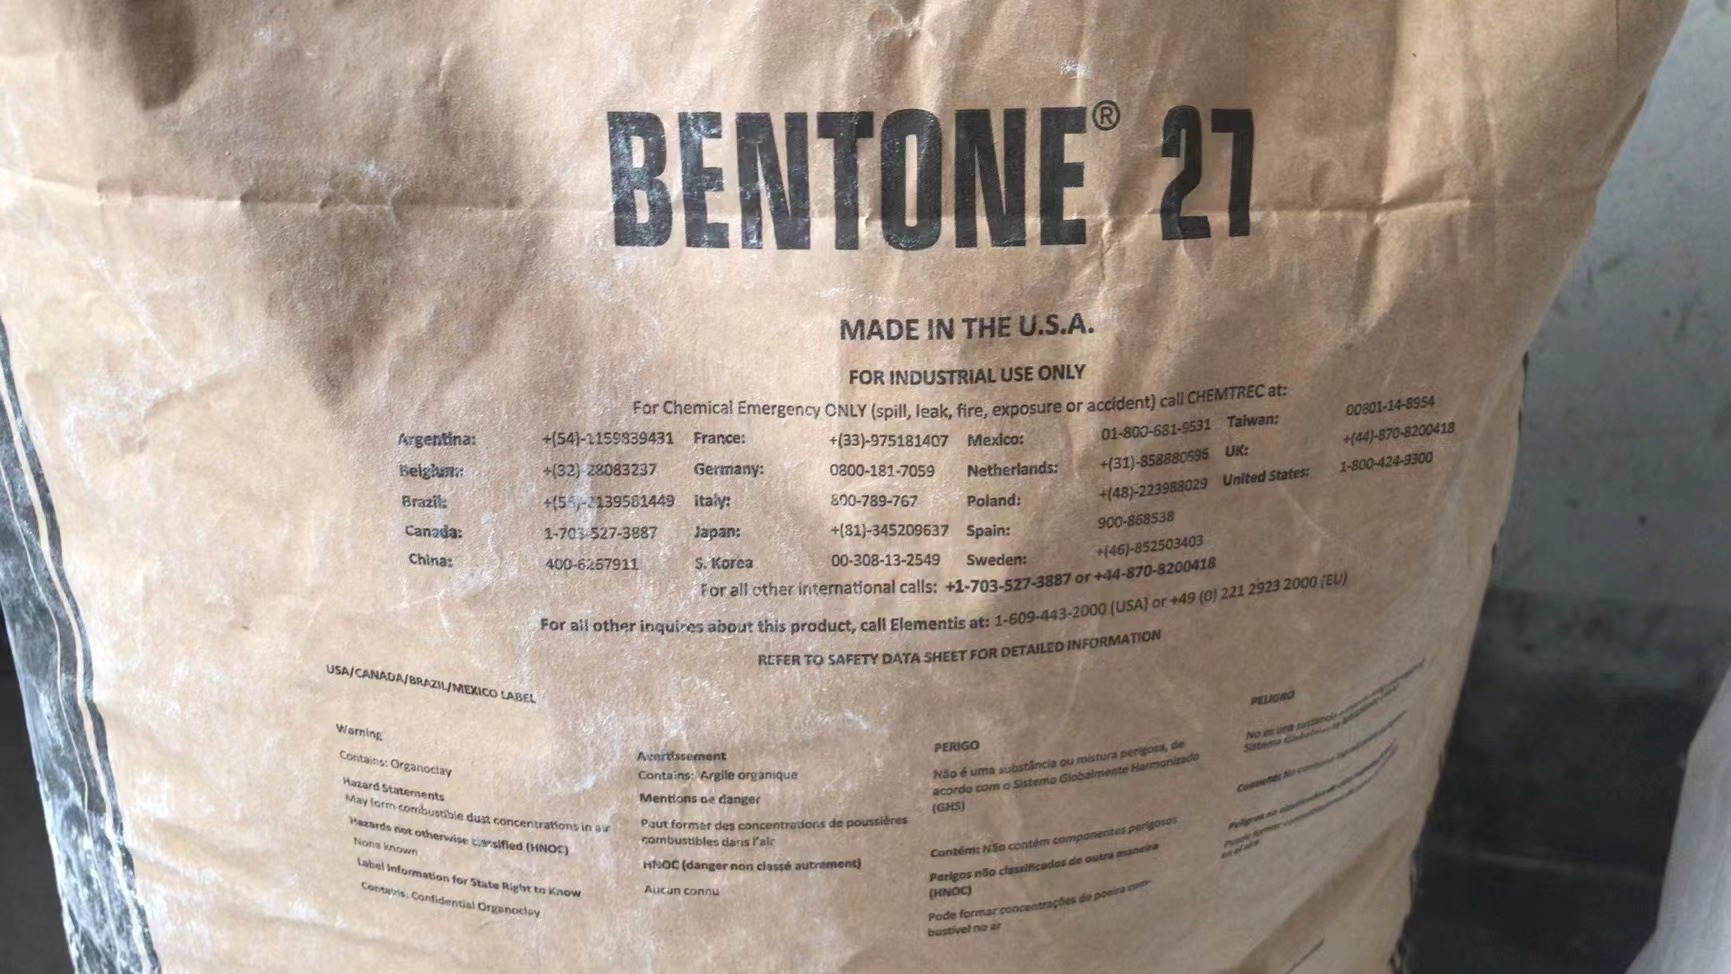 BENTONE® 27
MADE IN THE U.S.A.
FOR INDUSTRIAL USE ONLY
For Chemical Emergency ONLY (spill, leak, fire, exposure or accident) call CHEMTREC at:
Argentina: +(54)-1159839431 France: +(33)-975181407 Mexico: 01-800-681-9531 Taiwan: 00801-14-8954
Belgium: +(32)-28083237 Germany: 0800-181-7059 Netherlands: +(31)-858880596 UK: +(44)-870-8200418
Brazil: Italy: 800-789-767 Poland: +(48)-223988029 United States: 1-800-424-9300
Canada: 1-703-527-3887 Japan: +(81)-345209637 Spain: 900-868538
China: 400-6267911 S. Korea 00-308-13-2549 Sweden: +(46)-852503403
For all other international calls: +1-703-527-3887 or +44-870-8200418
For all other inquires about this product, call Elementis at: 1-609-443-2000 (USA) or +49 (0) 221 2923 2000 (EU)
REFER TO SAFETY DATA SHEET FOR DETAILED INFORMATION
USA/CANADA/BRAZIL/MEXICO LABEL
Warning
Contains: Organoclay
Hazard Statements
May form combustible dust concentrations in air
Hazards not otherwise classified (HNOC)
None known
Label Information for State Right to Know
Contains: Confidential Organoclay
Avertissement
Contains: Argile organique
Mentions de danger
Peut former des concentrations de poussières
combustibles dans l'air
HNOC (danger non classé autrement)
Aucun connu
PERIGO
Não é uma substância ou mistura perigosa, de
acordo com o Sistema Globalmente Harmonizado
(GHS)
Contém: Não contém componentes perigosos
Perigos não classificados de outra maneira
(HNOC)
Pode formar concentrações de poeira com-
bustível no ar
PELIGRO
No es una sustancia
Sistema
en el aire